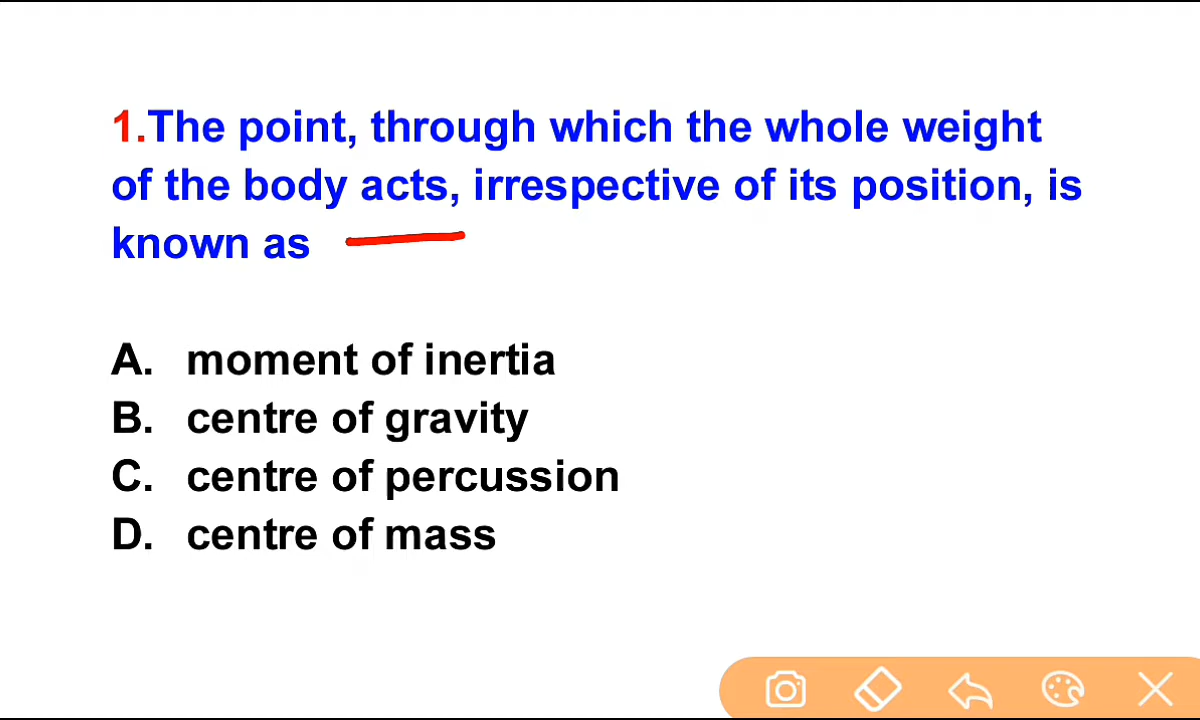 1.The point, through which the whole weight
of the body acts, irrespective of its position, is
known as
A. moment of inertia
B. centre of gravity
C. centre of percussion
D. centre of mass